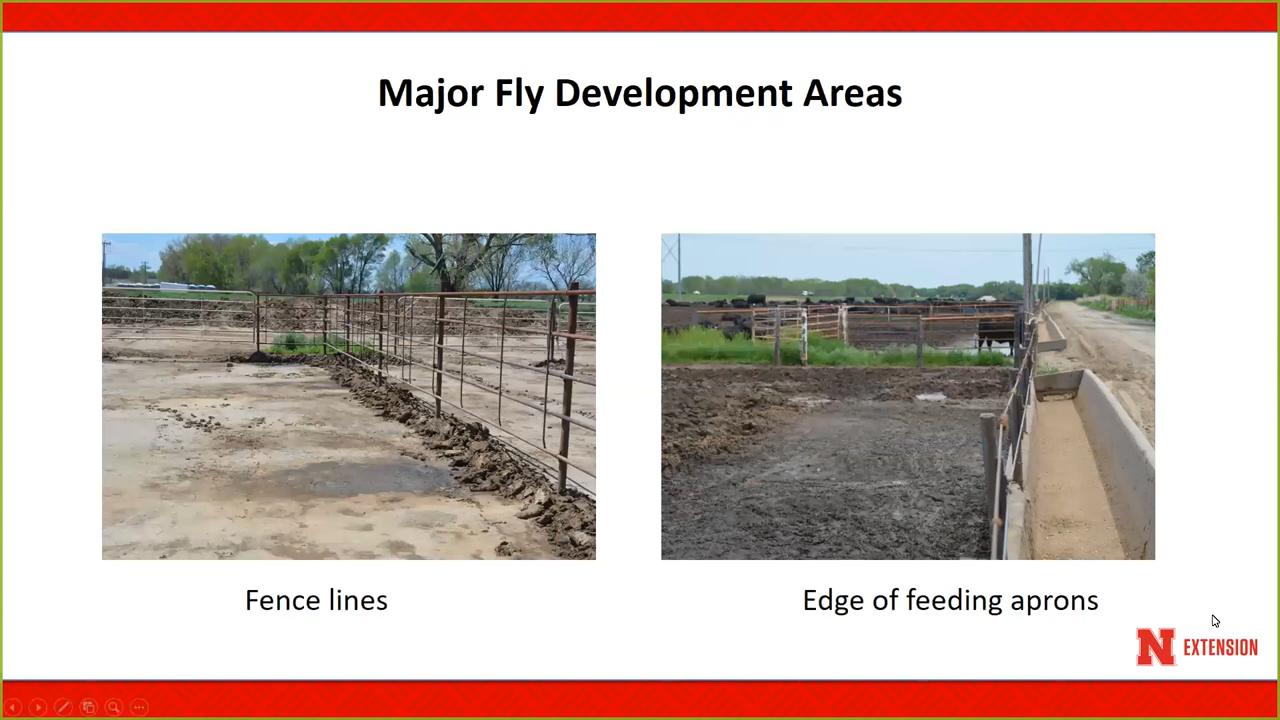 Major Fly Development Areas
Fence lines
Edge of feeding aprons
N EXTENSION